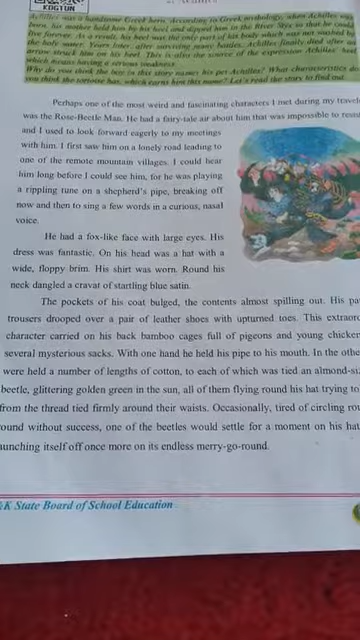 EDGTGN
Achilles was a handsome Greek hero. According to Greek mythology, when Achilles was
born, his mother held him by his heel and dipped him in the River Styx so that he could
live forever. As a result, his heel was the only part of his body which was not washed by
the holy water. Years later, after surviving many battles, Achilles finally died after an
arrow struck him on his heel. This is also the source of the expression Achilles' heel
which means having a serious weakness.
Why do you think the boy in this story names his pet Achilles? What characteristics do
you think the tortoise has, which earns him this name? Let's read the story to find out.
Perhaps one of the most weird and fascinating characters I met during my travel
was the Rose-Beetle Man. He had a fairy-tale air about him that was impossible to resist
and I used to look forward eagerly to my meetings
with him. I first saw him on a lonely road leading to
one of the remote mountain villages. I could hear
him long before I could see him, for he was playing
a rippling rune on a shepherd's pipe, breaking off
now and then to sing a few words in a curious, nasal
voice.
He had a fox-like face with large eyes. His
dress was fantastic. On his head was a hat with a
wide, floppy brim. His shirt was worn. Round his
neck dangled a cravat of startling blue satin.
The pockets of his coat bulged, the contents almost spilling out. His pa
trousers drooped over a pair of leather shoes with upturned toes. This extraord
character carried on his back bamboo cages full of pigeons and young chicken
several mysterious sacks. With one hand he held his pipe to his mouth. In the othe
were held a number of lengths of cotton, to each of which was tied an almond-si
beetle, glittering golden green in the sun, all of them flying round his hat trying to
from the thread tied firmly around their waists. Occasionally, tired of circling rou
ound without success, one of the beetles would settle for a moment on his hat
aunching itself off once more on its endless merry-go-round.
&K State Board of School Education